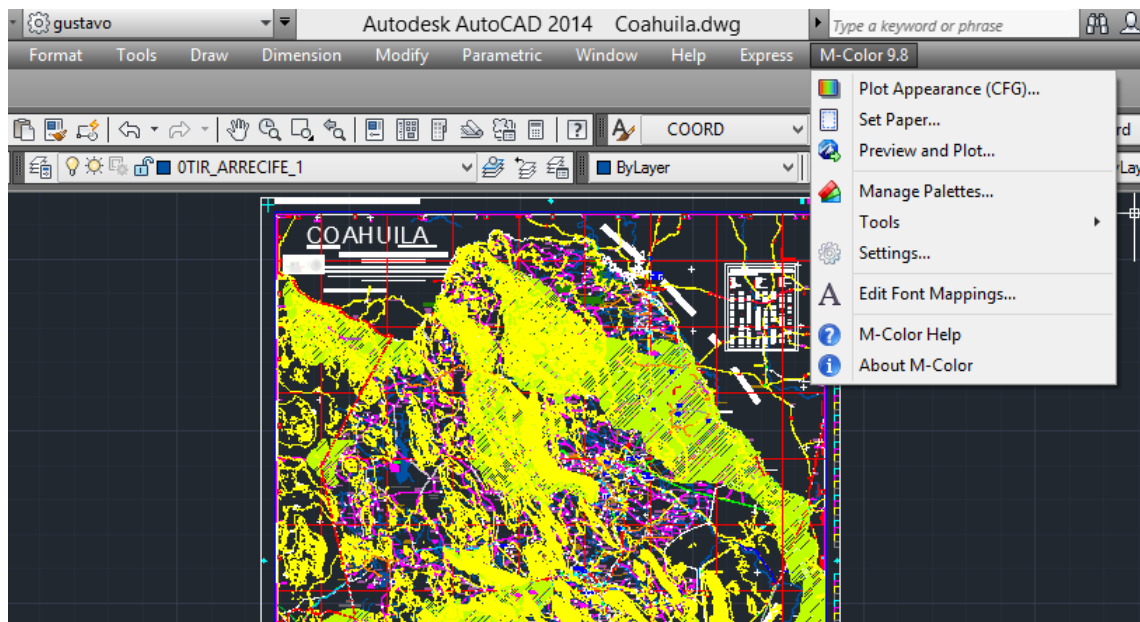 gustavo Autodesk AutoCAD 2014 Coahuila.dwg Type a keyword or phrase
Format Tools Draw Dimension Modify Parametric Window Help Express M-Color 9.8
Plot Appearance (CFG)...
COORD rd
Set Paper...
Preview and Plot...
0TIR_ARRECIFE_1 ByLayer Lay
Manage Palettes...
Tools
Settings...
COAHUILA
A Edit Font Mappings...
M-Color Help
About M-Color